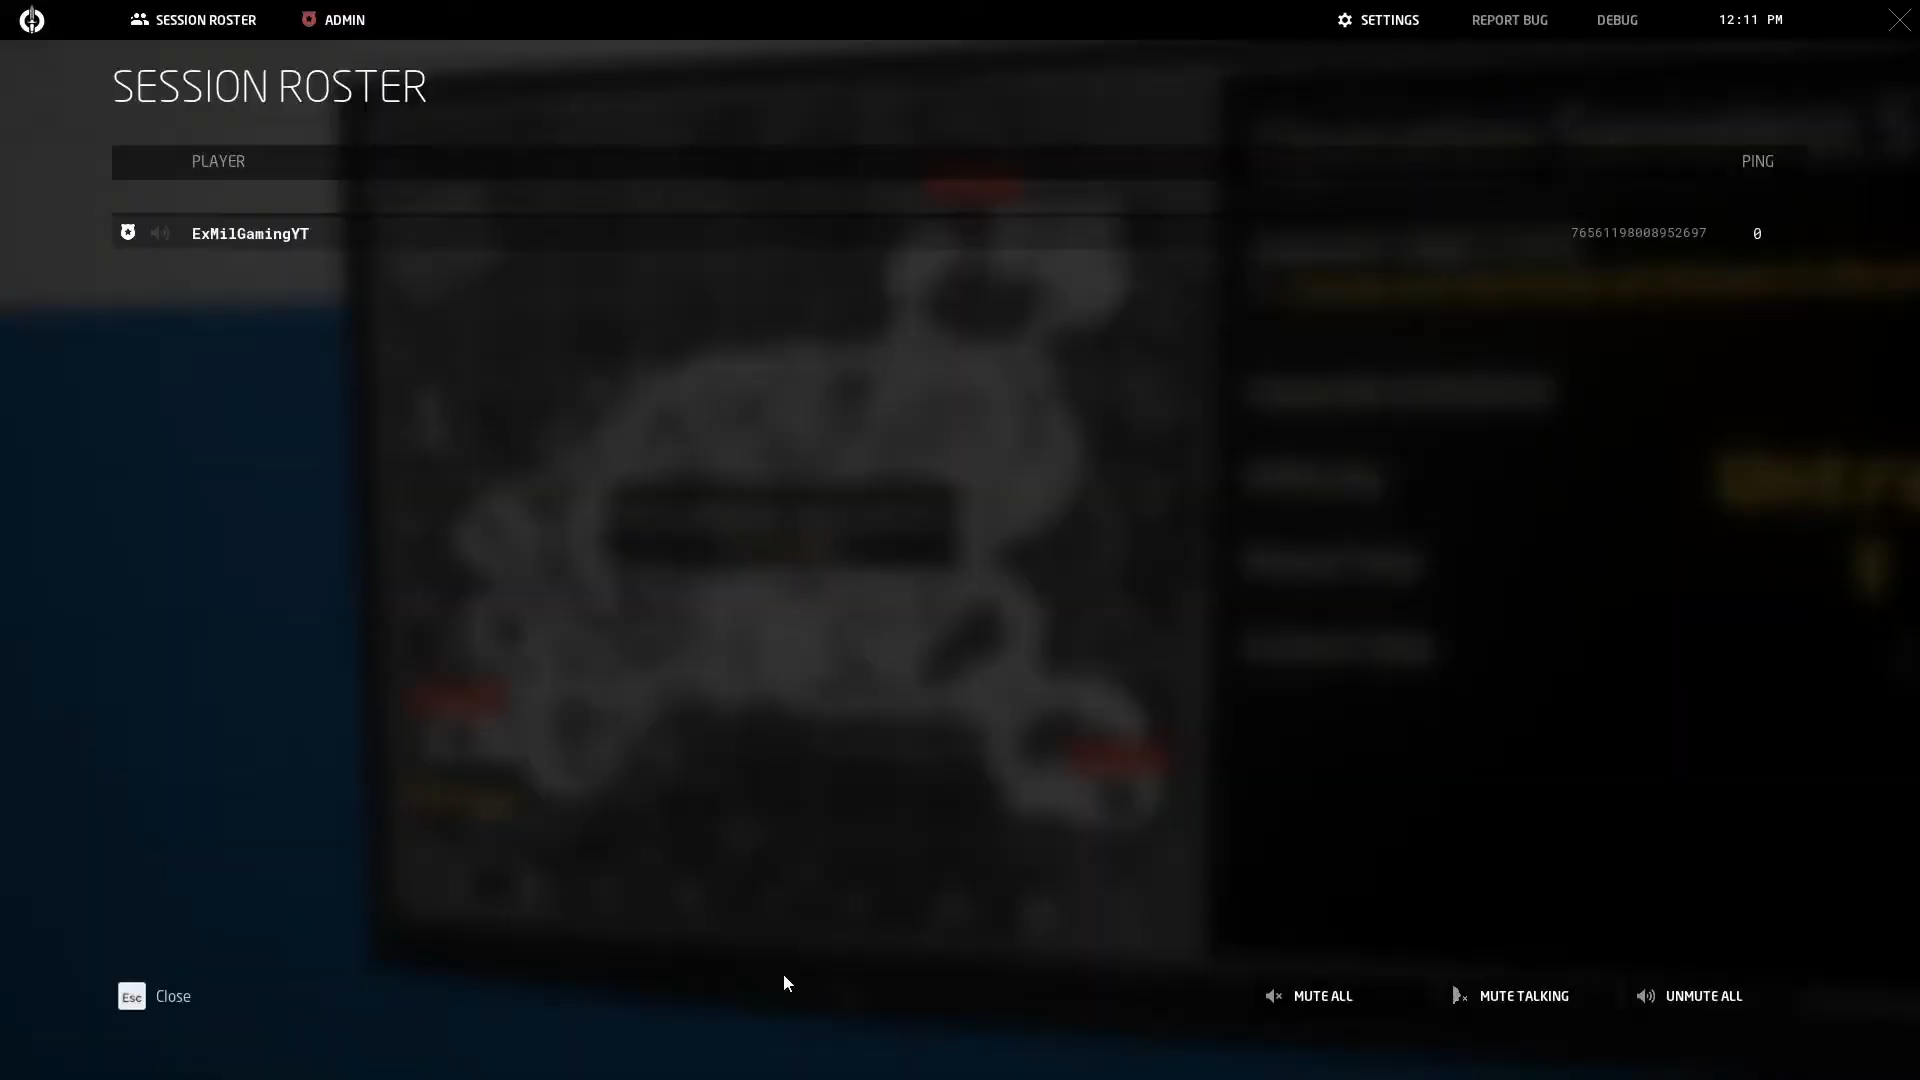 SESSION ROSTER ADMIN SETTINGS REPORT BUG DEBUG 12:11 PM
SESSION ROSTER
PLAYER PING
ExMilGamingYT 76561198008952697 0
Esc Close MUTE ALL MUTE TALKING UNMUTE ALL